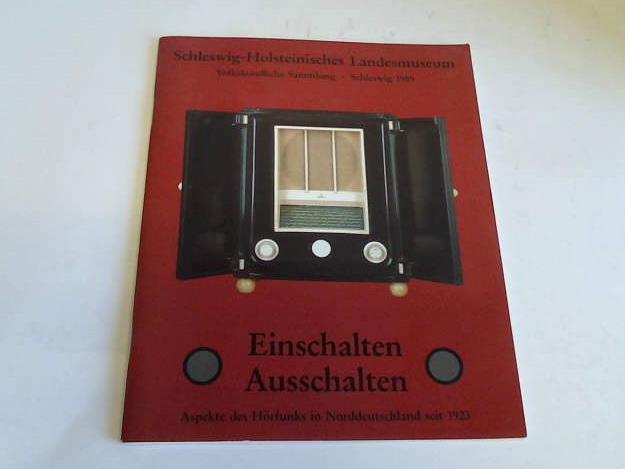 Schleswig-Holsteinisches Landesmuseum
Volkskundliche Sammlung - Schleswig 1989
Einschalten
Ausschalten
Aspekte des Hörfunks in Norddeutschland seit 1923